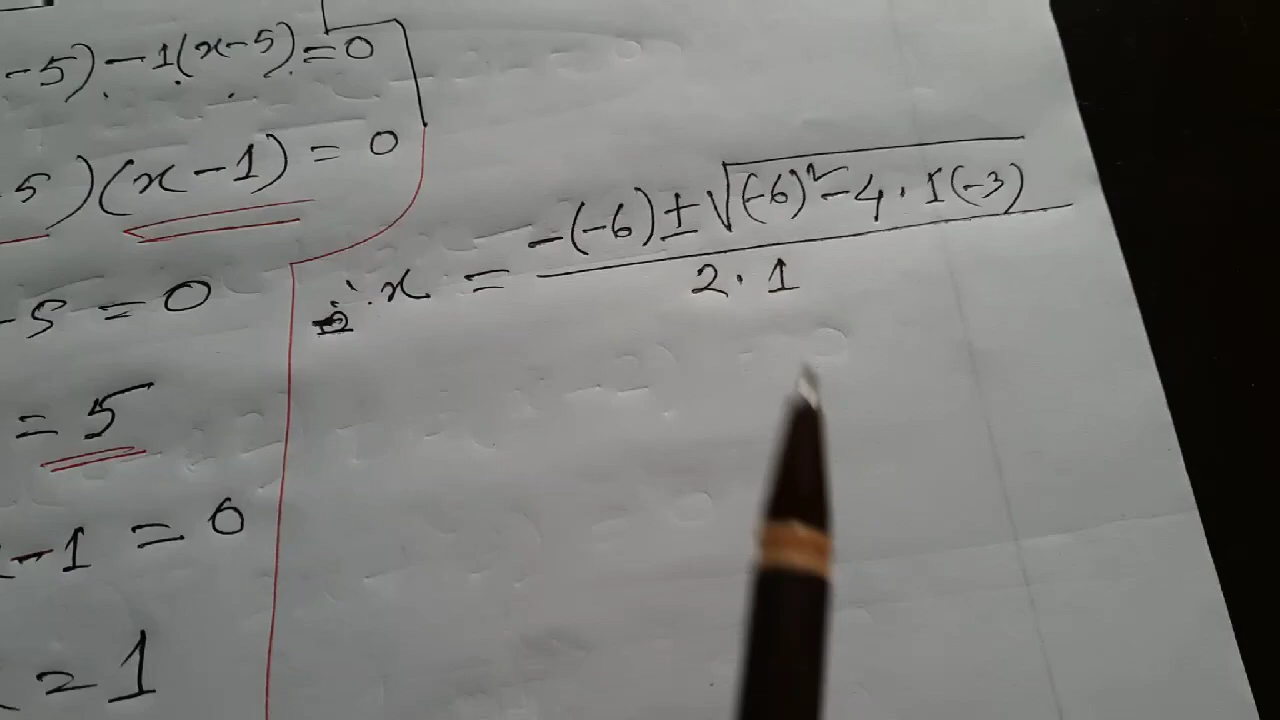 -5)-1(x-5)=0
5)(x-1)=0
-5=0
=5
-1=0
=1
∴x = -(-6)±√(-6)²-4·1(-3)
2·1